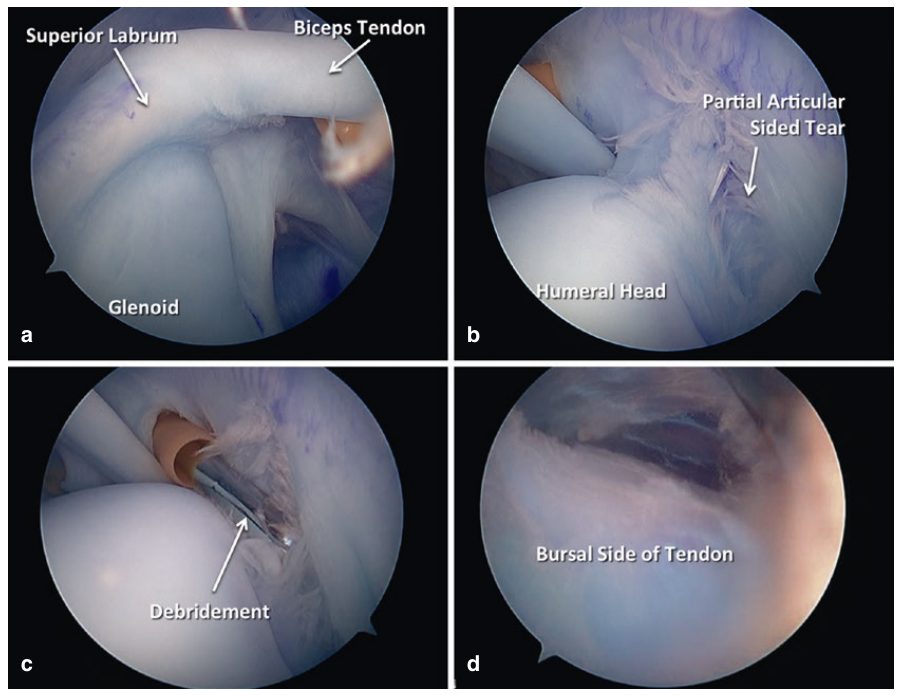 Superior Labrum
Biceps Tendon
Glenoid
a
Partial Articular
Sided Tear
Humeral Head
b
Debridement
c
Bursal Side of Tendon
d